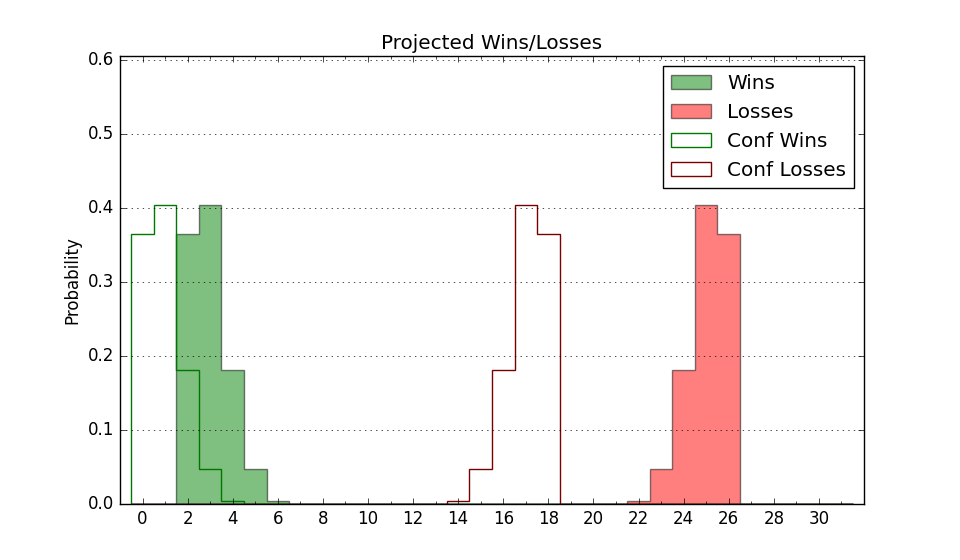 Projected Wins/Losses
Wins
Losses
Conf Wins
Conf Losses
Probability
0.6
0.5
0.4
0.3
0.2
0.1
0.0
0 2 4 6 8 10 12 14 16 18 20 22 24 26 28 30